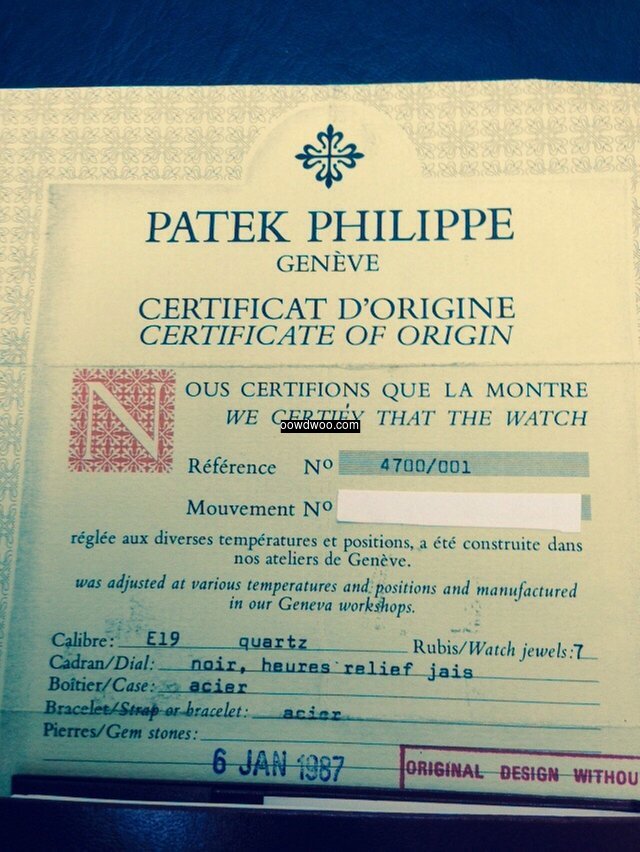 PATEK PHILIPPE
GENÈVE
CERTIFICAT D'ORIGINE
CERTIFICATE OF ORIGIN
NOUS CERTIFIONS QUE LA MONTRE
WE CERTIFY THAT THE WATCH
oowdwoo.com
Référence Nº 4700/001
Mouvement Nº
réglée aux diverses températures et positions, a été construite dans
nos ateliers de Genève.
was adjusted at various temperatures and positions and manufactured
in our Geneva workshops.
Calibre: E19 quartz Rubis/Watch jewels:7
Cadran/Dial: noir, heures relief jais
Boîtier/Case: acier
Bracelet/Strap or bracelet: acier
Pierres/Gem stones:
6 JAN 1987
ORIGINAL DESIGN WITHOU